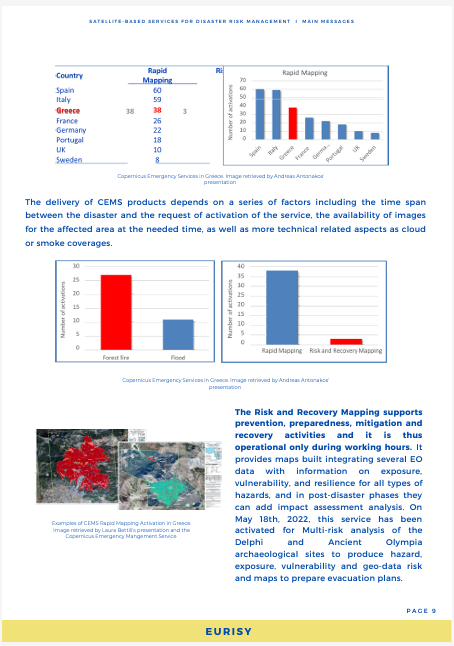 SATELLITE-BASED SERVICES FOR DISASTER RISK MANAGEMENT I MAIN MESSAGES
Country Rapid Mapping Ri
Spain 60
Italy 59
Greece 38 38 3
France 26
Germany 22
Portugal 18
UK 10
Sweden 8
Rapid Mapping
Number of activations
70
60
50
40
30
20
10
0
Spain
Italy
Greece
France
Germa...
Portugal
UK
Sweden
Copernicus Emergency Services in Greece. Image retrieved by Andreas Antonakos'
presentation
The delivery of CEMS products depends on a series of factors including the time span
between the disaster and the request of activation of the service, the availability of images
for the affected area at the needed time, as well as more technical related aspects as cloud
or smoke coverages.
Number of activations
30
25
20
15
10
5
0
Forest fire
Flood
Number of activations
40
35
30
25
20
15
10
5
0
Rapid Mapping
Risk and Recovery Mapping
Copernicus Emergency Services in Greece. Image retrieved by Andreas Antonakos'
presentation
Examples of CEMS Rapid Mapping Activation in Greece.
Image retrieved by Laura Bettili's presentation and the
Copernicus Emergency Mangement Service
The Risk and Recovery Mapping supports
prevention, preparedness, mitigation and
recovery activities and it is thus
operational only during working hours. It
provides maps built integrating several EO
data with information on exposure,
vulnerability, and resilience for all types of
hazards, and in post-disaster phases they
can add impact assessment analysis. On
May 18th, 2022, this service has been
activated for Multi-risk analysis of the
Delphi and Ancient Olympia
archaeological sites to produce hazard,
exposure, vulnerability and geo-data risk
and maps to prepare evacuation plans.
PAGE 9
EURISY